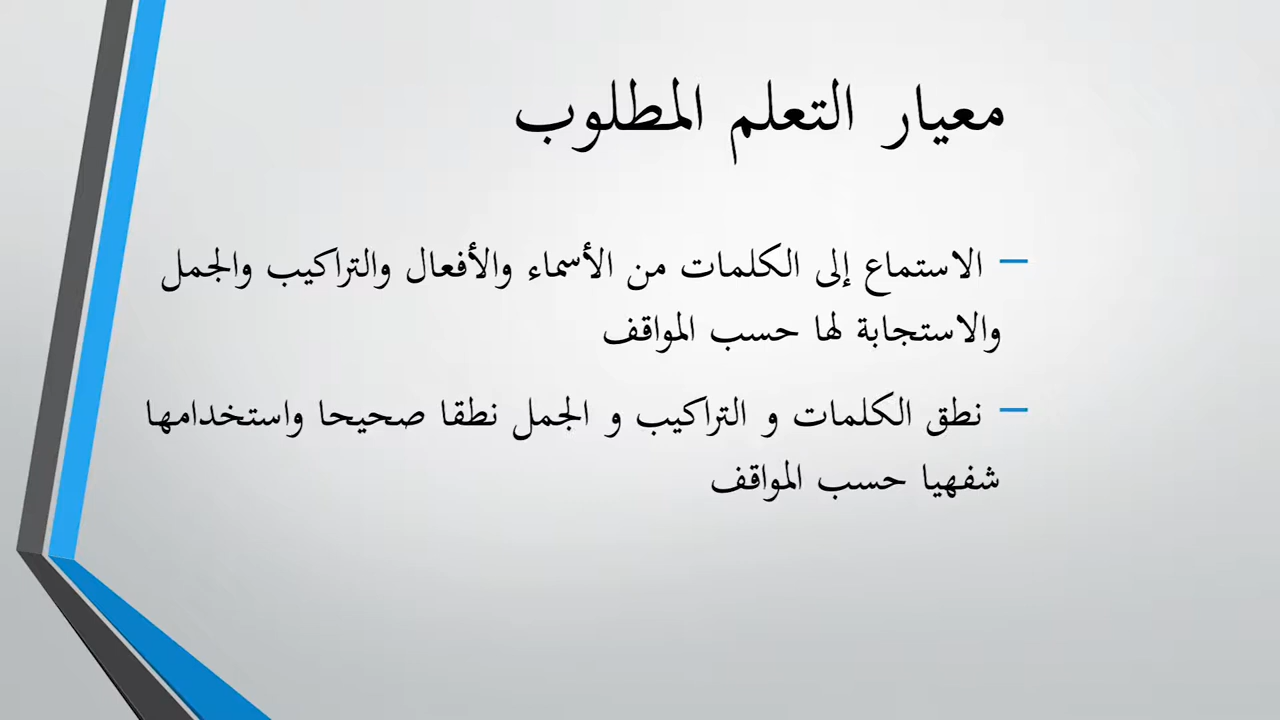 معيار التعلم المطلوب
– الاستماع إلى الكلمات من الأسماء والأفعال والتراكيب والجمل
والاستجابة لها حسب المواقف
– نطق الكلمات و التراكيب و الجمل نطقا صحيحا واستخدامها
شفهيا حسب المواقف